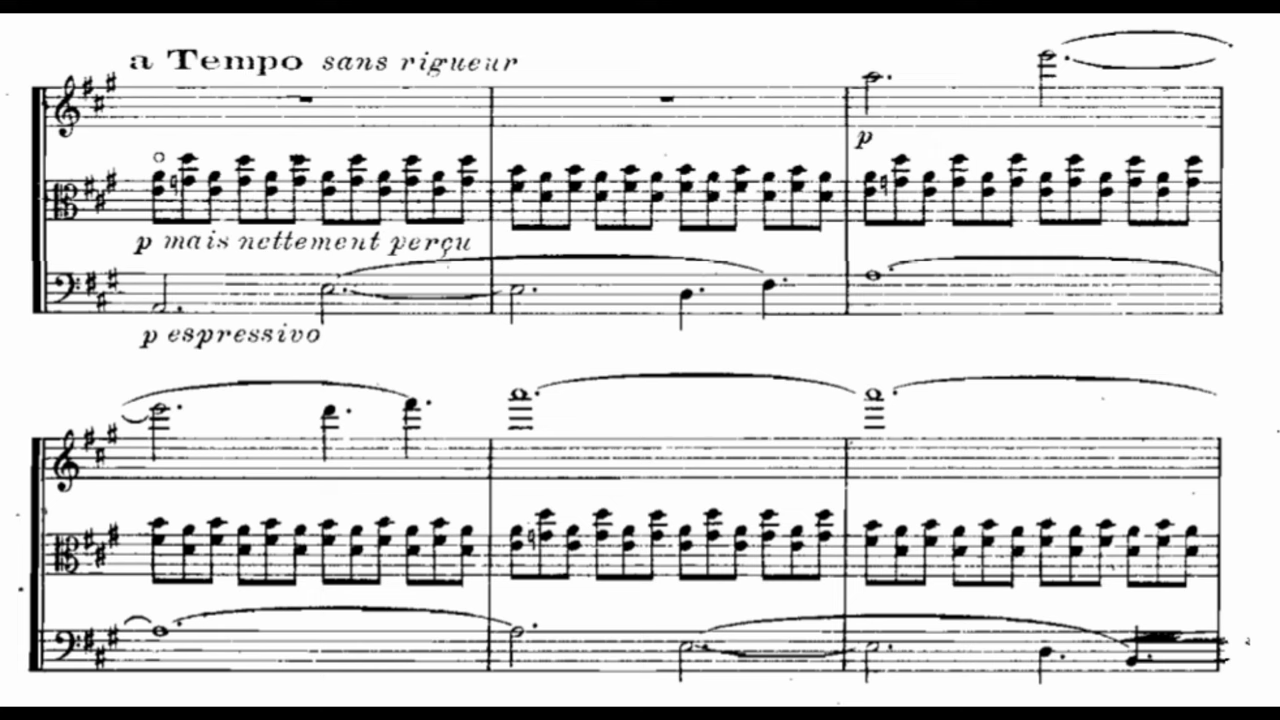 a Tempo sans rigueur
p
p mais nettement perçu
p espressivo